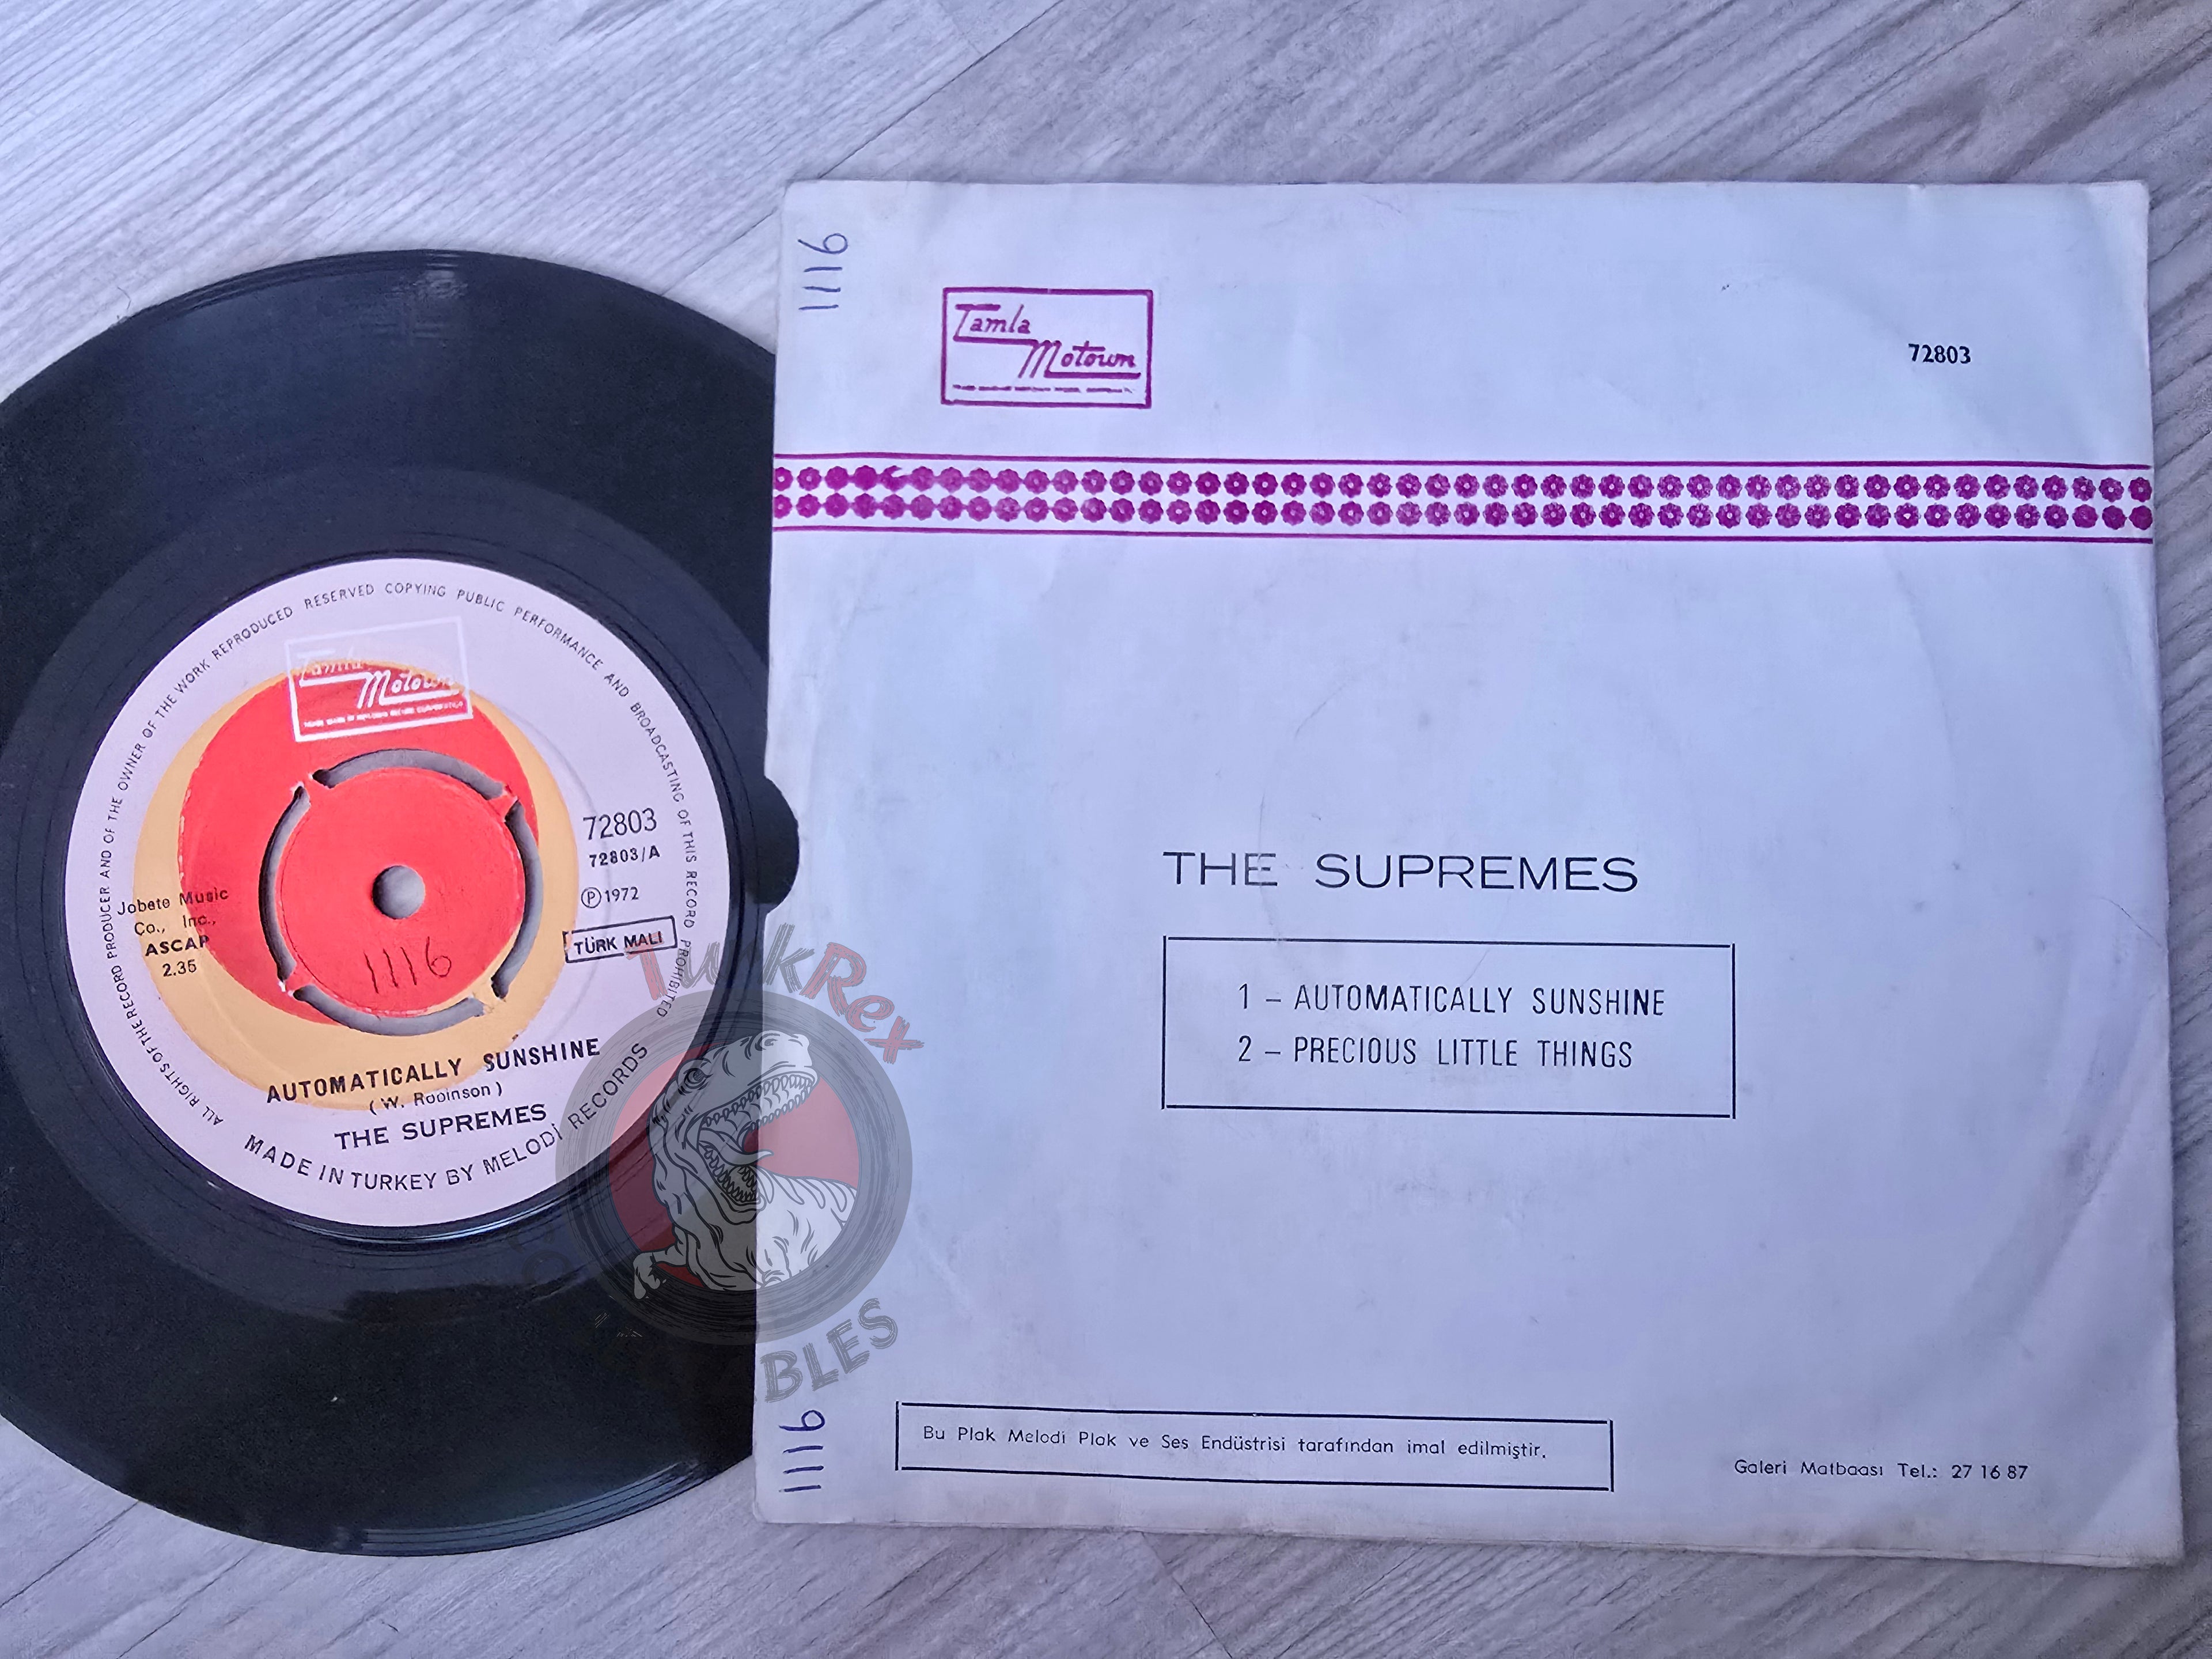 ALL RIGHTS OF THE RECORD PRODUCER AND OF THE OWNER OF THE WORK REPRODUCED RESERVED COPYING PUBLIC PERFORMANCE AND BROADCASTING OF THIS RECORD PROHIBITED
Tamla
Motown
72803
72803/A
Ⓟ 1972
TÜRK MALI
Jobete Music
Co., Inc.,
ASCAP
2.35
1116
AUTOMATICALLY SUNSHINE
( W. Robinson )
THE SUPREMES
MADE IN TURKEY BY MELODİ RECORDS
TurkRex
BLES
1116
Tamla
Motown
72803
THE SUPREMES
1 – AUTOMATICALLY SUNSHINE
2 – PRECIOUS LITTLE THINGS
1116
Bu Plak Melodi Plak ve Ses Endüstrisi tarafından imal edilmiştir.
Galeri Matbaası Tel.: 27 16 87